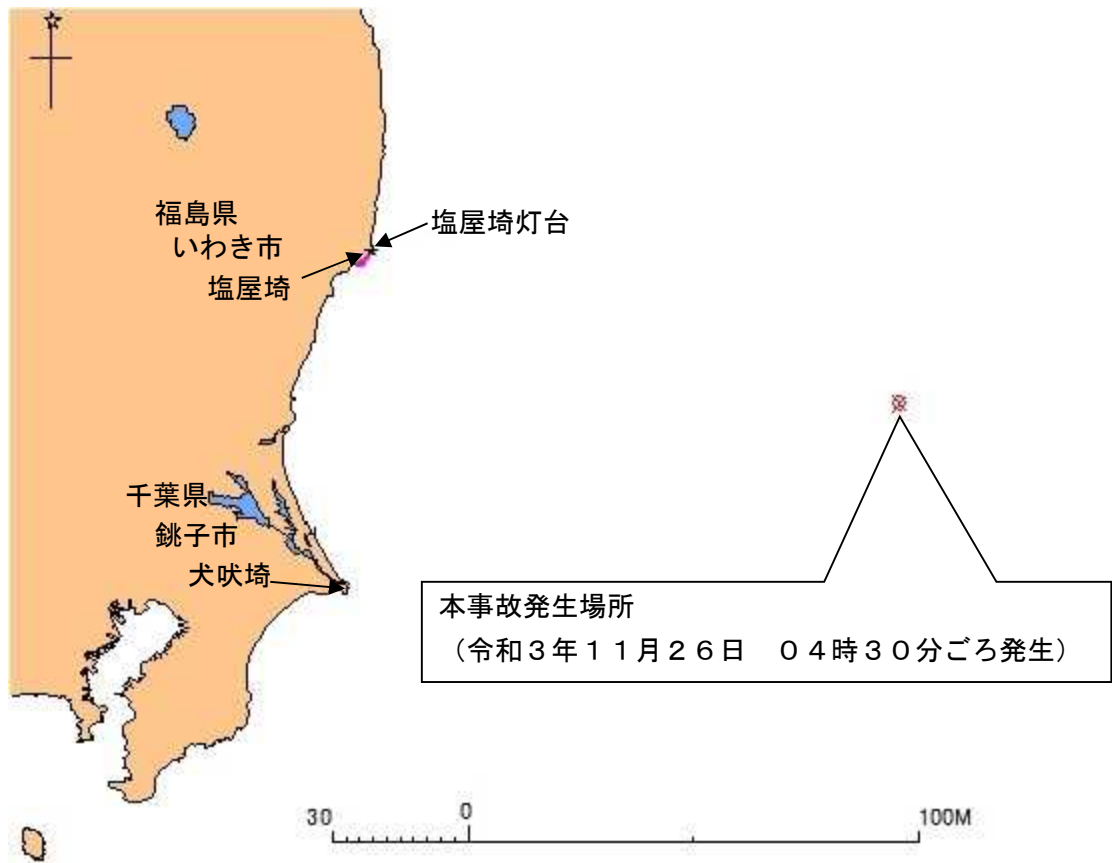 福島県
いわき市
塩屋埼灯台
塩屋埼
千葉県
銚子市
犬吠埼
本事故発生場所
（令和３年１１月２６日　０４時３０分ごろ発生）
30 0 100M